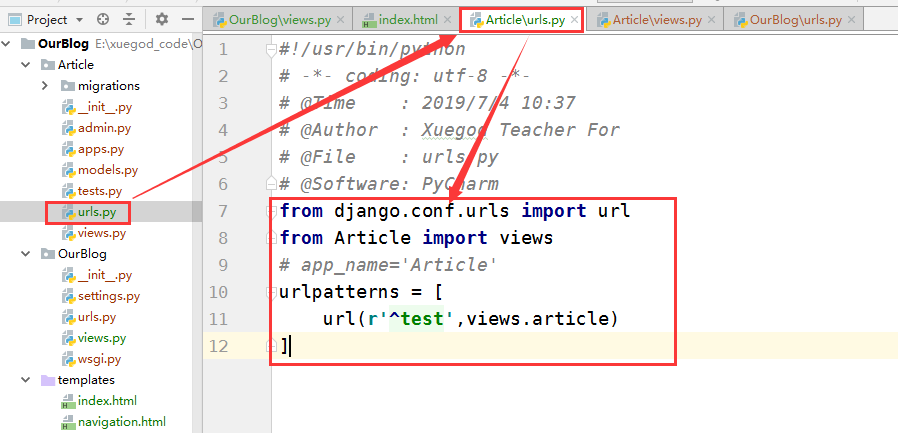 Project
OurBlog\views.py
index.html
Article\urls.py
Article\views.py
OurBlog\urls.py
OurBlog E:\xuegod_code\O
Article
migrations
__init__.py
admin.py
apps.py
models.py
tests.py
urls.py
views.py
OurBlog
__init__.py
settings.py
urls.py
views.py
wsgi.py
templates
index.html
navigation.html
1 #!/usr/bin/python
2 # -*- coding: utf-8 -*-
3 # @Time : 2019/7/4 10:37
4 # @Author : Xuegod Teacher For
5 # @File : urls.py
6 # @Software: PyCharm
7 from django.conf.urls import url
8 from Article import views
9 # app_name='Article'
10 urlpatterns = [
11 url(r'^test',views.article)
12 ]